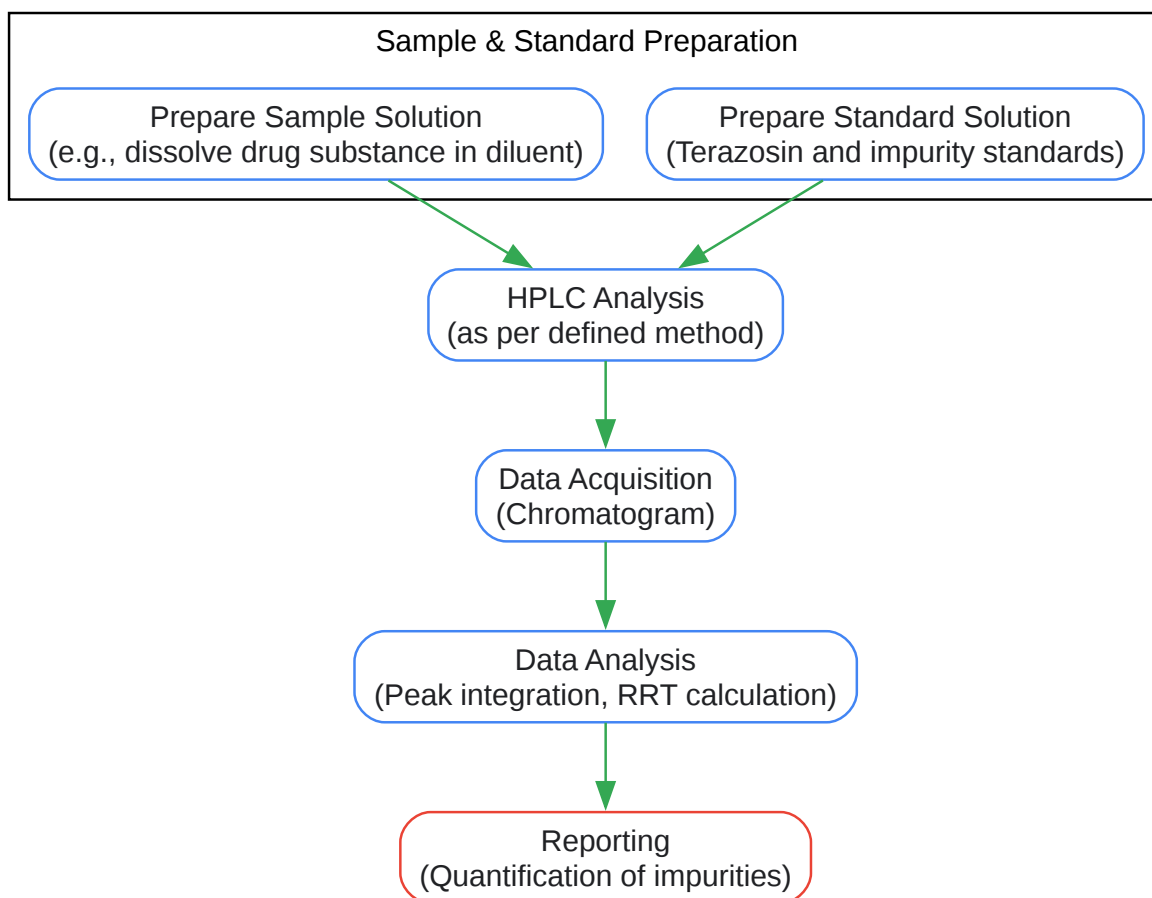 Sample & Standard Preparation
Prepare Sample Solution
(e.g., dissolve drug substance in diluent)
Prepare Standard Solution
(Terazosin and impurity standards)
HPLC Analysis
(as per defined method)
Data Acquisition
(Chromatogram)
Data Analysis
(Peak integration, RRT calculation)
Reporting
(Quantification of impurities)